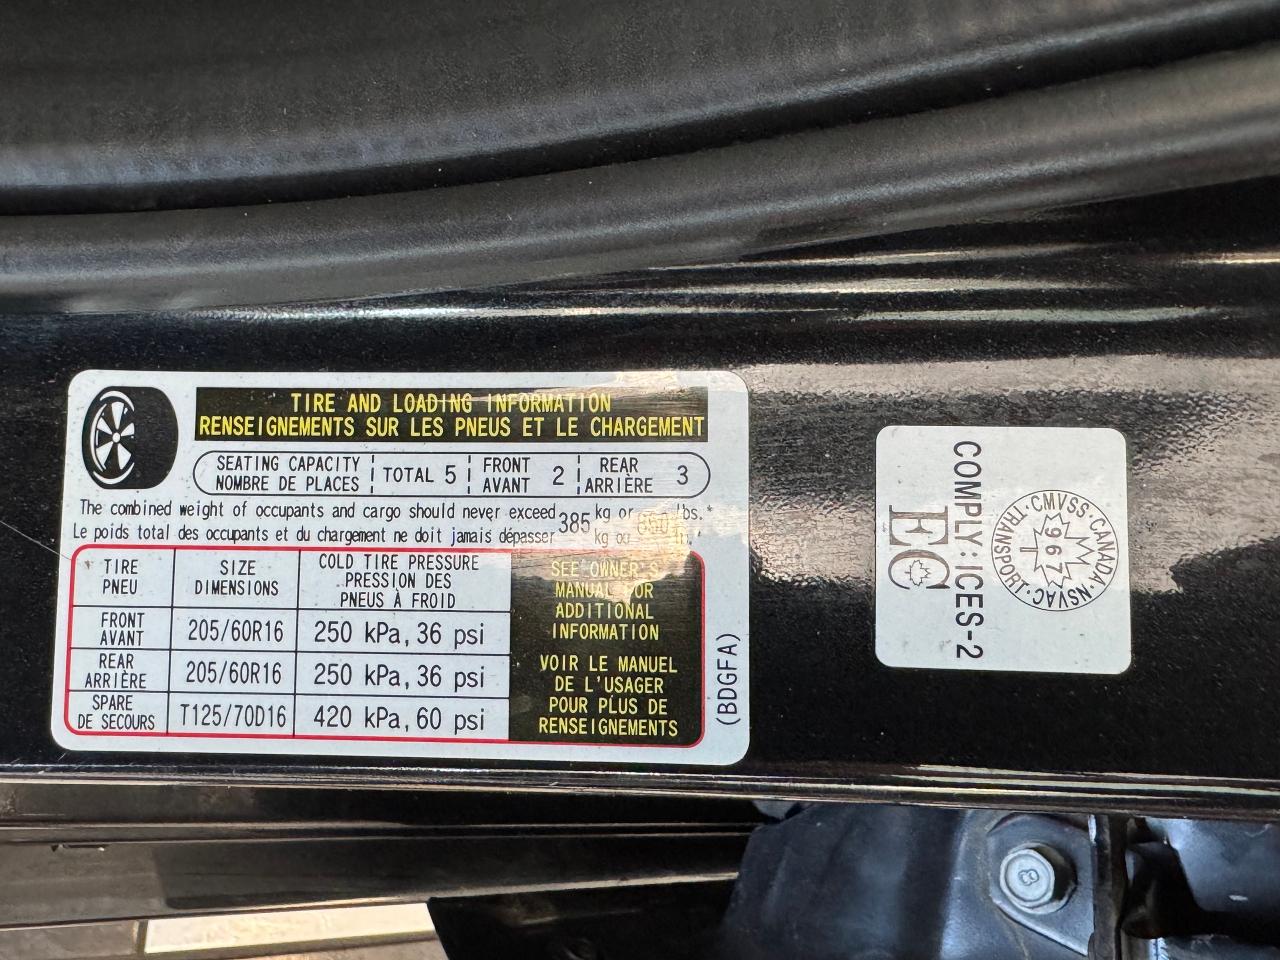 TIRE AND LOADING INFORMATION
RENSEIGNEMENTS SUR LES PNEUS ET LE CHARGEMENT
SEATING CAPACITY TOTAL 5 FRONT 2 REAR 3
NOMBRE DE PLACES AVANT ARRIÈRE
The combined weight of occupants and cargo should never exceed 385 kg or 850 lbs.*
Le poids total des occupants et du chargement ne doit jamais dépasser kg ou lb.*
TIRE SIZE COLD TIRE PRESSURE
PNEU DIMENSIONS PRESSION DES
PNEUS À FROID
FRONT
AVANT 205/60R16 250 kPa, 36 psi
REAR
ARRIÈRE 205/60R16 250 kPa, 36 psi
SPARE
DE SECOURS T125/70D16 420 kPa, 60 psi
SEE OWNER'S
MANUAL FOR
ADDITIONAL
INFORMATION
VOIR LE MANUEL
DE L'USAGER
POUR PLUS DE
RENSEIGNEMENTS
(BDGFA)
COMPLY: ICES-2
EC
CMVSS·CANADA·NSVAC·TRANSPORT·
967
T
8